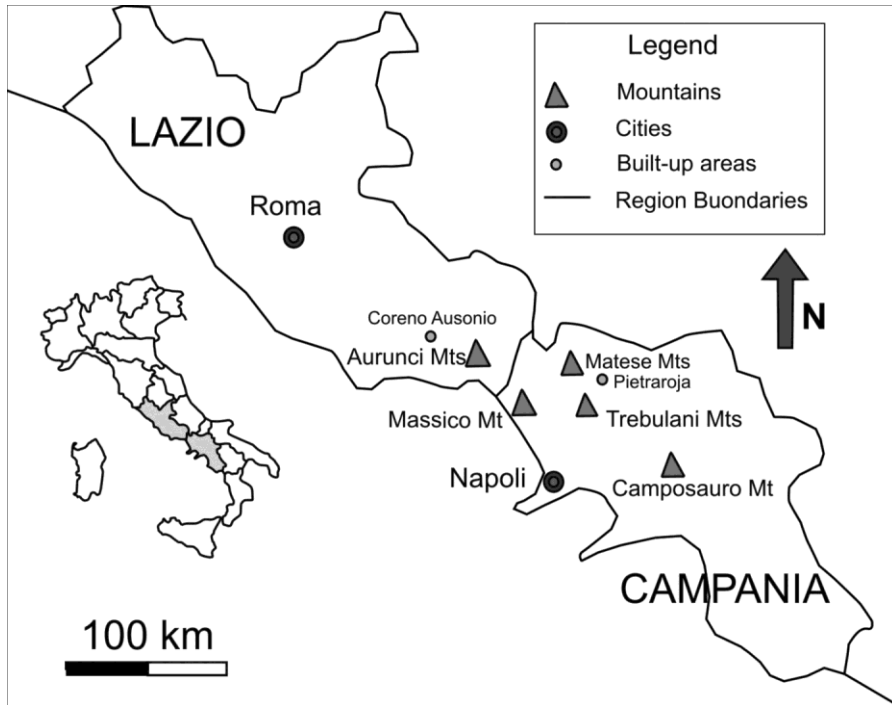 Legend
Mountains
Cities
Built-up areas
Region Buondaries
LAZIO
Roma
N
Coreno Ausonio
Aurunci Mts
Matese Mts
Pietraroja
Massico Mt
Trebulani Mts
Napoli
Camposauro Mt
CAMPANIA
100 km